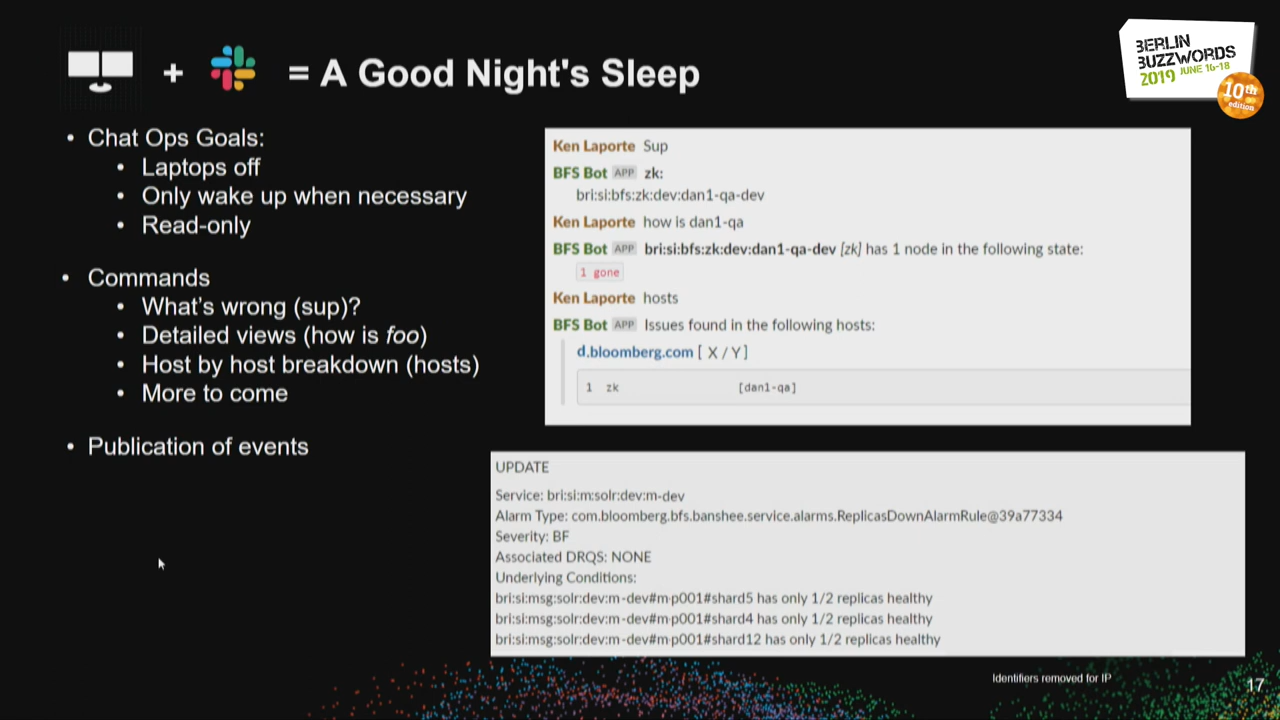 + = A Good Night's Sleep
BERLIN
BUZZWORDS
2019 JUNE 16-18
10th
edition
• Chat Ops Goals:
• Laptops off
• Only wake up when necessary
• Read-only
• Commands
• What's wrong (sup)?
• Detailed views (how is foo)
• Host by host breakdown (hosts)
• More to come
• Publication of events
Ken Laporte Sup
BFS Bot APP zk:
bri:si:bfs:zk:dev:dan1-qa-dev
Ken Laporte how is dan1-qa
BFS Bot APP bri:si:bfs:zk:dev:dan1-qa-dev [zk] has 1 node in the following state:
1 gone
Ken Laporte hosts
BFS Bot APP Issues found in the following hosts:
d.bloomberg.com [ X / Y ]
1 zk [dan1-qa]
UPDATE
Service: bri:si:m:solr:dev:m-dev
Alarm Type: com.bloomberg.bfs.banshee.service.alarms.ReplicasDownAlarmRule@39a77334
Severity: BF
Associated DRQS: NONE
Underlying Conditions:
bri:si:msg:solr:dev:m-dev#m-p001#shard5 has only 1/2 replicas healthy
bri:si:msg:solr:dev:m-dev#m-p001#shard4 has only 1/2 replicas healthy
bri:si:msg:solr:dev:m-dev#m-p001#shard12 has only 1/2 replicas healthy
Identifiers removed for IP
17